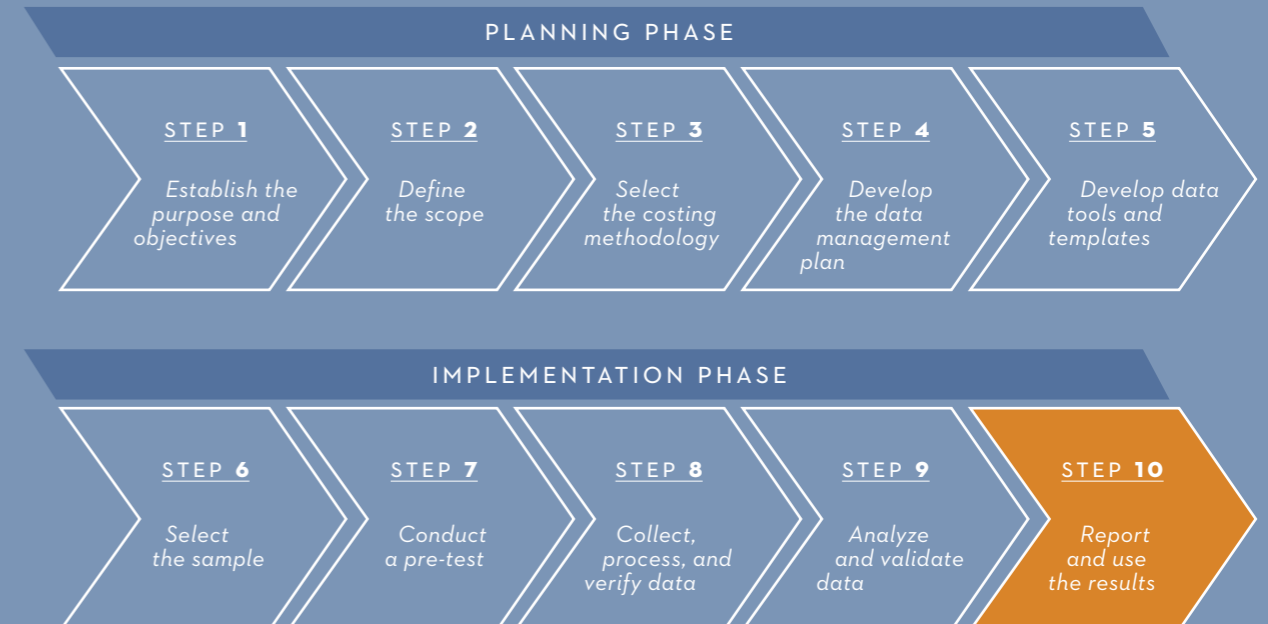 PLANNING PHASE
STEP 1
Establish the
purpose and
objectives
STEP 2
Define
the scope
STEP 3
Select
the costing
methodology
STEP 4
Develop
the data
management
plan
STEP 5
Develop data
tools and
templates
IMPLEMENTATION PHASE
STEP 6
Select
the sample
STEP 7
Conduct
a pre-test
STEP 8
Collect,
process, and
verify data
STEP 9
Analyze
and validate
data
STEP 10
Report
and use
the results